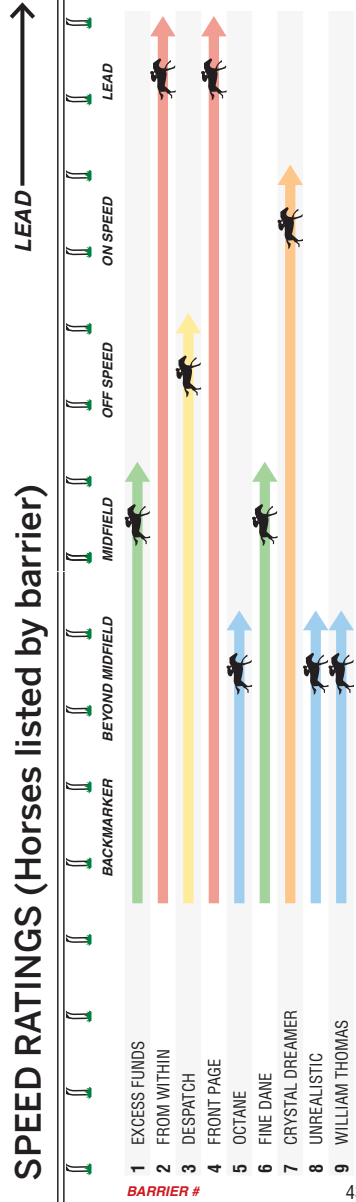 SPEED RATINGS (Horses listed by barrier)
LEAD
BACKMARKER BEYOND MIDFIELD MIDFIELD OFF SPEED ON SPEED LEAD
BARRIER #
1 EXCESS FUNDS
2 FROM WITHIN
3 DESPATCH
4 FRONT PAGE
5 OCTANE
6 FINE DANE
7 CRYSTAL DREAMER
8 UNREALISTIC
9 WILLIAM THOMAS
4